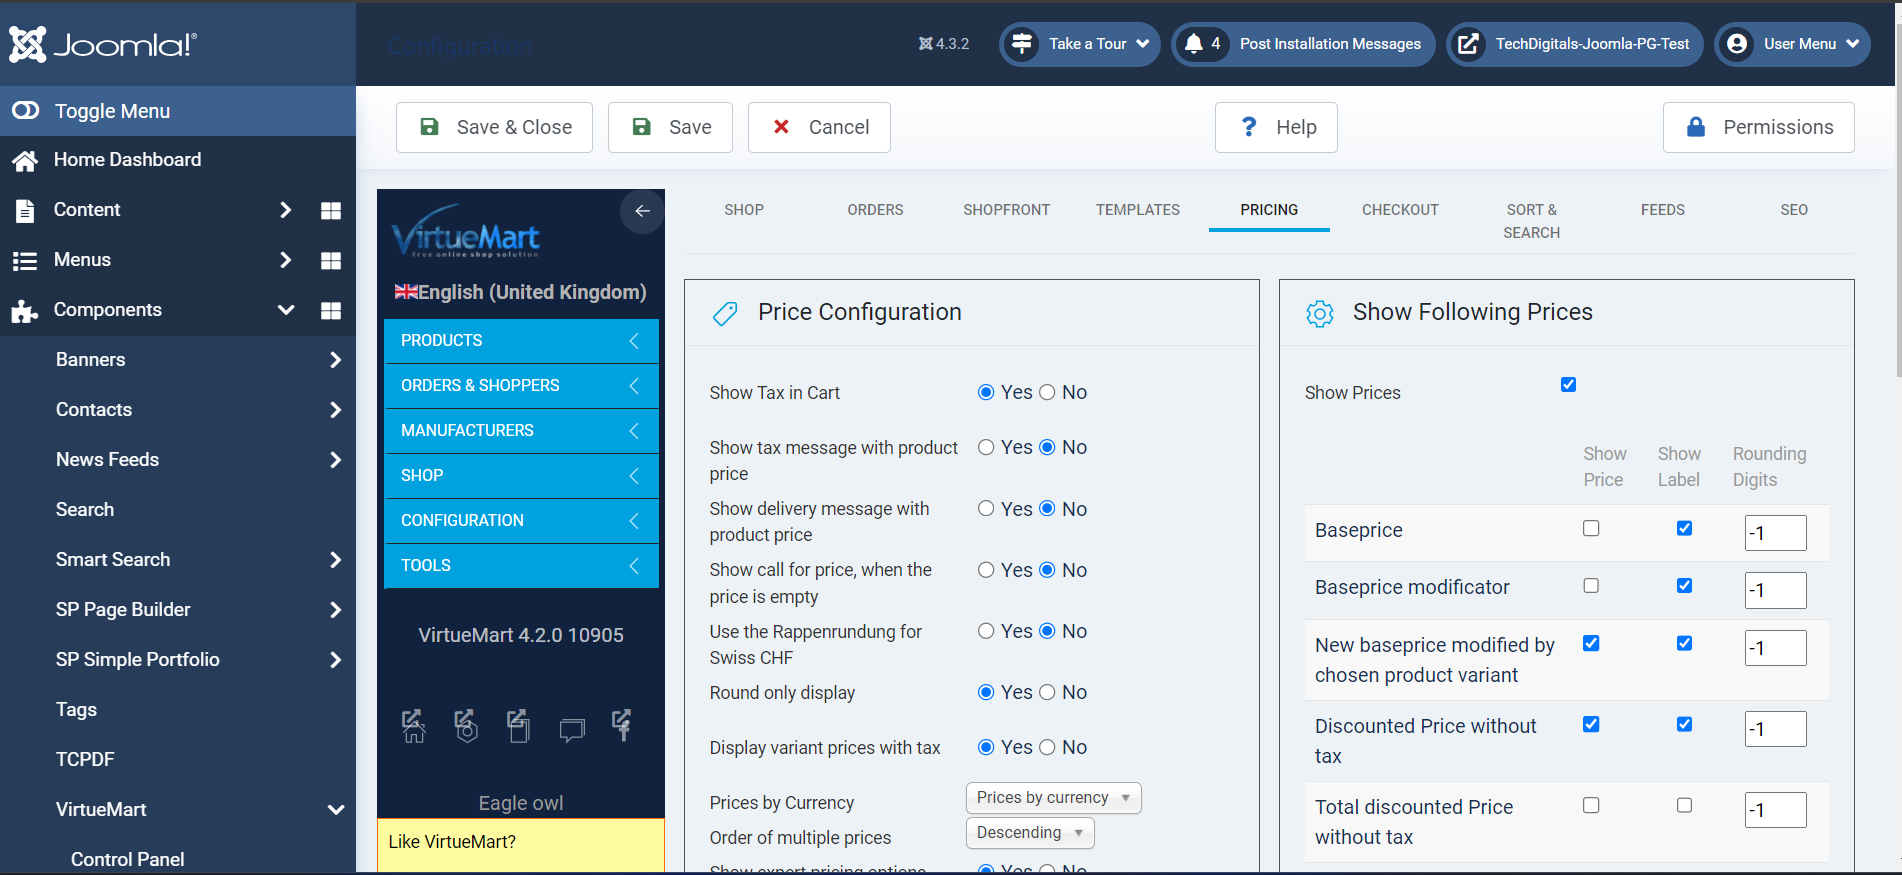 Joomla!®
Configuration
4.3.2
Take a Tour
4
Post Installation Messages
TechDigitals-Joomla-PG-Test
User Menu
Toggle Menu
Save & Close
Save
Cancel
Help
Permissions
Home Dashboard
Content
Menus
Components
Banners
Contacts
News Feeds
Search
Smart Search
SP Page Builder
SP Simple Portfolio
Tags
TCPDF
VirtueMart
Control Panel
VirtueMart
free online shop solution
English (United Kingdom)
PRODUCTS
ORDERS & SHOPPERS
MANUFACTURERS
SHOP
CONFIGURATION
TOOLS
VirtueMart 4.2.0 10905
Eagle owl
Like VirtueMart?
SHOP
ORDERS
SHOPFRONT
TEMPLATES
PRICING
CHECKOUT
SORT &
SEARCH
FEEDS
SEO
Price Configuration
Show Tax in Cart
Yes No
Show tax message with product
price
Yes No
Show delivery message with
product price
Yes No
Show call for price, when the
price is empty
Yes No
Use the Rappenrundung for
Swiss CHF
Yes No
Round only display
Yes No
Display variant prices with tax
Yes No
Prices by Currency
Prices by currency
Order of multiple prices
Descending
Show expert pricing options
Yes No
Show Following Prices
Show Prices
Show
Price
Show
Label
Rounding
Digits
Baseprice
-1
Baseprice modificator
-1
New baseprice modified by
chosen product variant
-1
Discounted Price without
tax
-1
Total discounted Price
without tax
-1